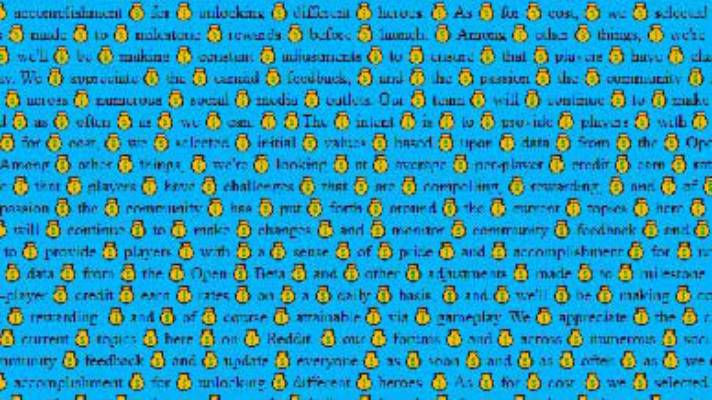 accomplishment 💰 for 💰 unlocking 💰 different 💰 heroes. 💰 As 💰 for 💰 cost, 💰 we 💰 selected
💰 made 💰 to 💰 milestone 💰 rewards 💰 before 💰 launch. 💰 Among 💰 other 💰 things, 💰 we're
💰 we'll 💰 be 💰 making 💰 constant 💰 adjustments 💰 to 💰 ensure 💰 that 💰 players 💰 have 💰
We 💰 appreciate 💰 the 💰 candid 💰 feedback, 💰 and 💰 the 💰 passion 💰 the 💰 community 💰
💰 across 💰 numerous 💰 social 💰 media 💰 outlets. Our 💰 team 💰 will 💰 continue 💰 to 💰 make
💰 as 💰 often 💰 as 💰 we 💰 can. 💰 💰 The 💰 intent 💰 is 💰 to 💰 provide 💰 players 💰 with 💰
💰 for 💰 cost, 💰 we 💰 selected 💰 initial 💰 values 💰 based 💰 upon 💰 data 💰 from 💰 the 💰
Among 💰 other 💰 things, 💰 we're 💰 looking 💰 at 💰 average 💰 per-player 💰 credit 💰 earn 💰
💰 that 💰 players 💰 have 💰 challenges 💰 that 💰 are 💰 compelling, 💰 rewarding, 💰 and 💰 of 💰
passion 💰 the 💰 community 💰 has 💰 put 💰 forth 💰 around 💰 the 💰 current 💰 topics 💰 here 💰
💰 will 💰 continue 💰 to 💰 make 💰 changes 💰 and 💰 monitor 💰 community 💰 feedback 💰 and 💰
to 💰 provide 💰 players 💰 with 💰 a 💰 sense 💰 of 💰 pride 💰 and 💰 accomplishment 💰 for 💰
💰 data 💰 from 💰 the 💰 Open 💰 Beta 💰 and 💰 other 💰 adjustments 💰 made 💰 to 💰 milestone
-player 💰 credit 💰 earn 💰 rates 💰 on 💰 a 💰 daily 💰 basis, 💰 and 💰 we'll 💰 be 💰 making 💰
💰 rewarding, 💰 and 💰 of 💰 course 💰 attainable 💰 via 💰 gameplay. We 💰 appreciate 💰 the 💰
💰 current 💰 topics 💰 here 💰 on 💰 Reddit, 💰 our 💰 forums 💰 and 💰 across 💰 numerous 💰
💰 feedback 💰 and 💰 update 💰 everyone 💰 as 💰 soon 💰 and 💰 as 💰 often 💰 as 💰 we
💰 accomplishment 💰 for 💰 unlocking 💰 different 💰 heroes. 💰 As 💰 for 💰 cost, 💰 we 💰 selected